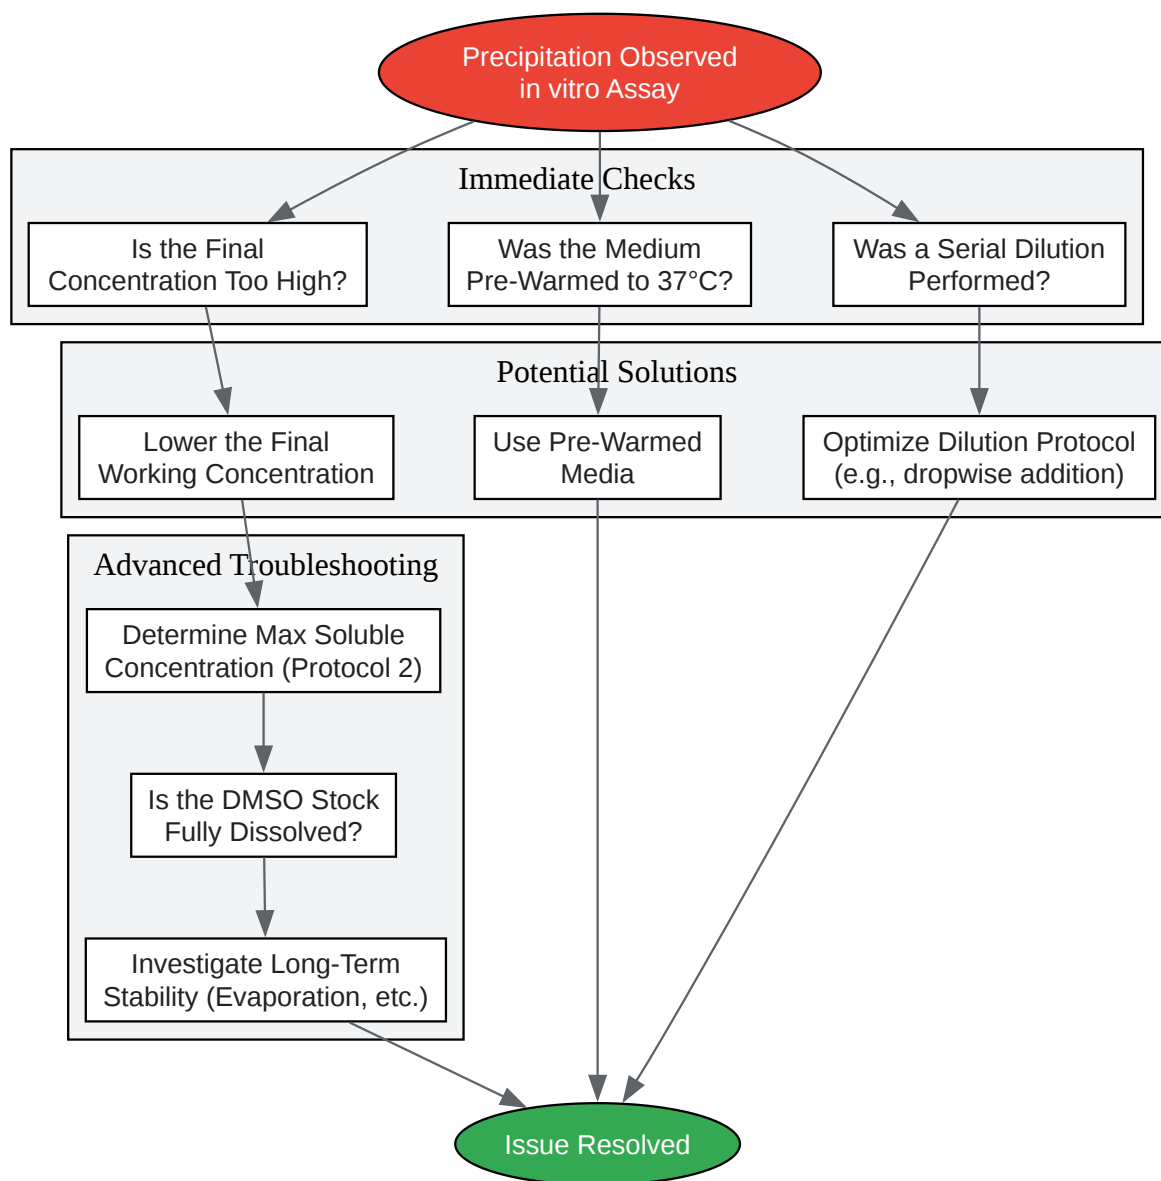 Precipitation Observed
in vitro Assay
Immediate Checks
Is the Final
Concentration Too High?
Was the Medium
Pre-Warmed to 37°C?
Was a Serial Dilution
Performed?
Potential Solutions
Lower the Final
Working Concentration
Use Pre-Warmed
Media
Optimize Dilution Protocol
(e.g., dropwise addition)
Advanced Troubleshooting
Determine Max Soluble
Concentration (Protocol 2)
Is the DMSO Stock
Fully Dissolved?
Investigate Long-Term
Stability (Evaporation, etc.)
Issue Resolved